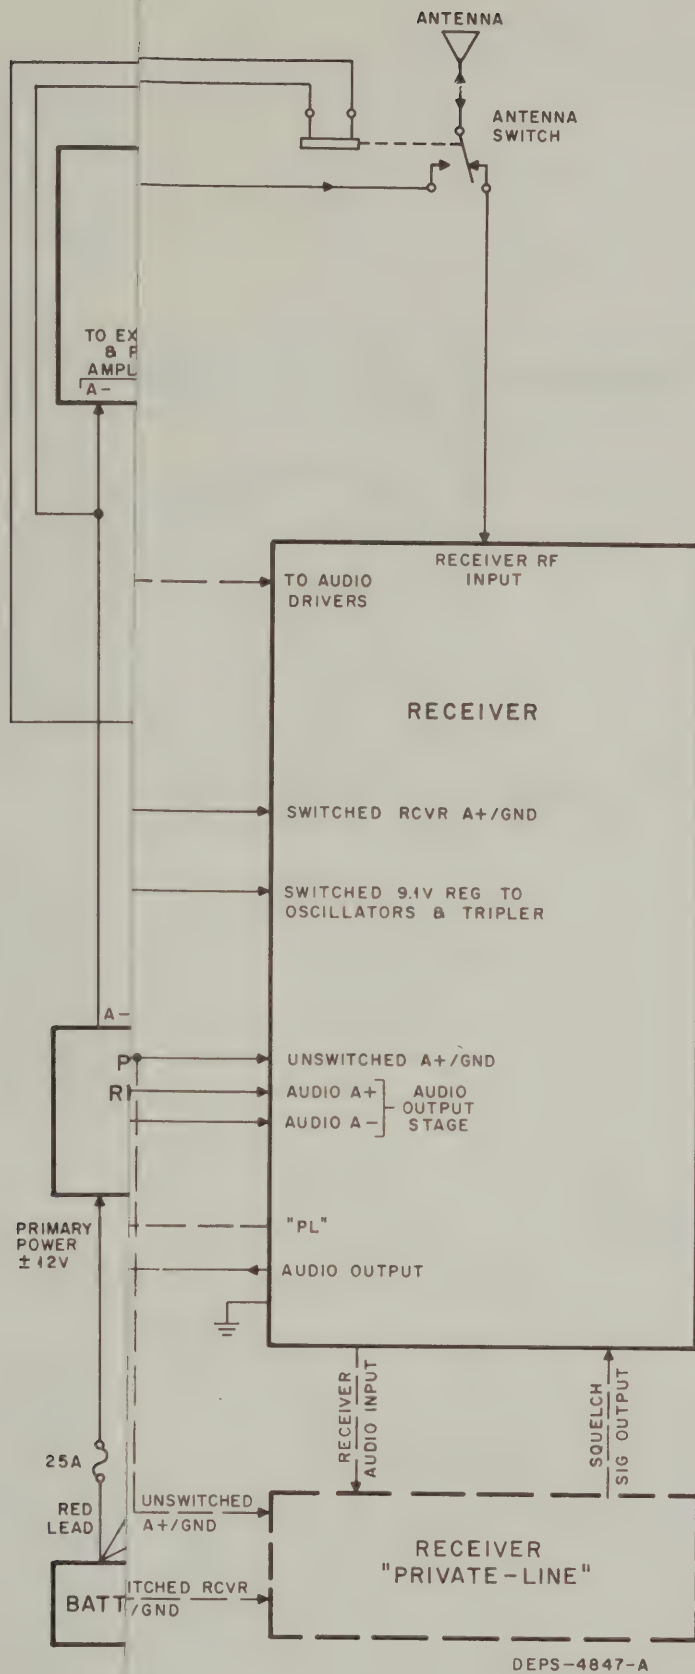 ANTENNA
ANTENNA
SWITCH
TO EX
& P
AMPL
A-
RECEIVER RF
INPUT
TO AUDIO
DRIVERS
RECEIVER
SWITCHED RCVR A+/GND
SWITCHED 9.1V REG TO
OSCILLATORS & TRIPLER
A-
P
UNSWITCHED A+/GND
R
AUDIO A+
AUDIO A-
AUDIO
OUTPUT
STAGE
"PL"
PRIMARY
POWER
±12V
AUDIO OUTPUT
RECEIVER
AUDIO INPUT
SQUELCH
SIG OUTPUT
25A
RED
LEAD
UNSWITCHED
A+/GND
RECEIVER
"PRIVATE-LINE"
BATT
ITCHED RCVR
/GND
DEPS-4847-A